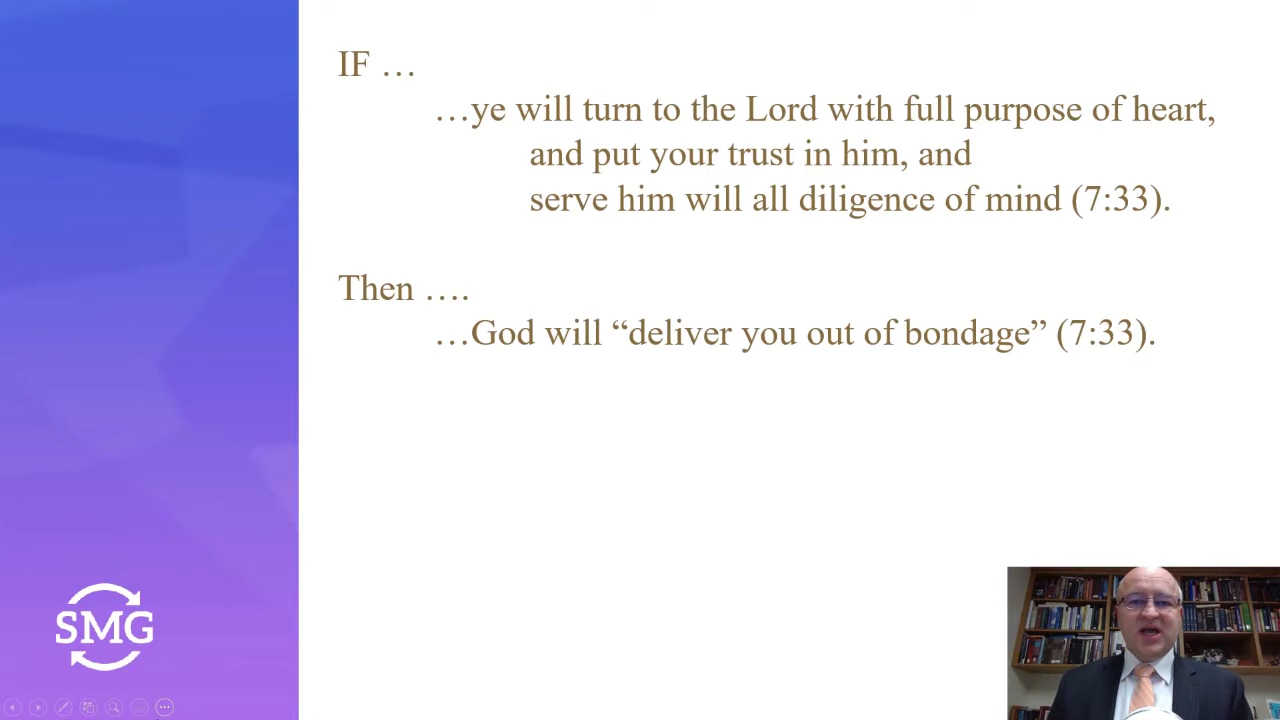 IF …
…ye will turn to the Lord with full purpose of heart,
and put your trust in him, and
serve him will all diligence of mind (7:33).
Then ….
…God will “deliver you out of bondage” (7:33).
SMG